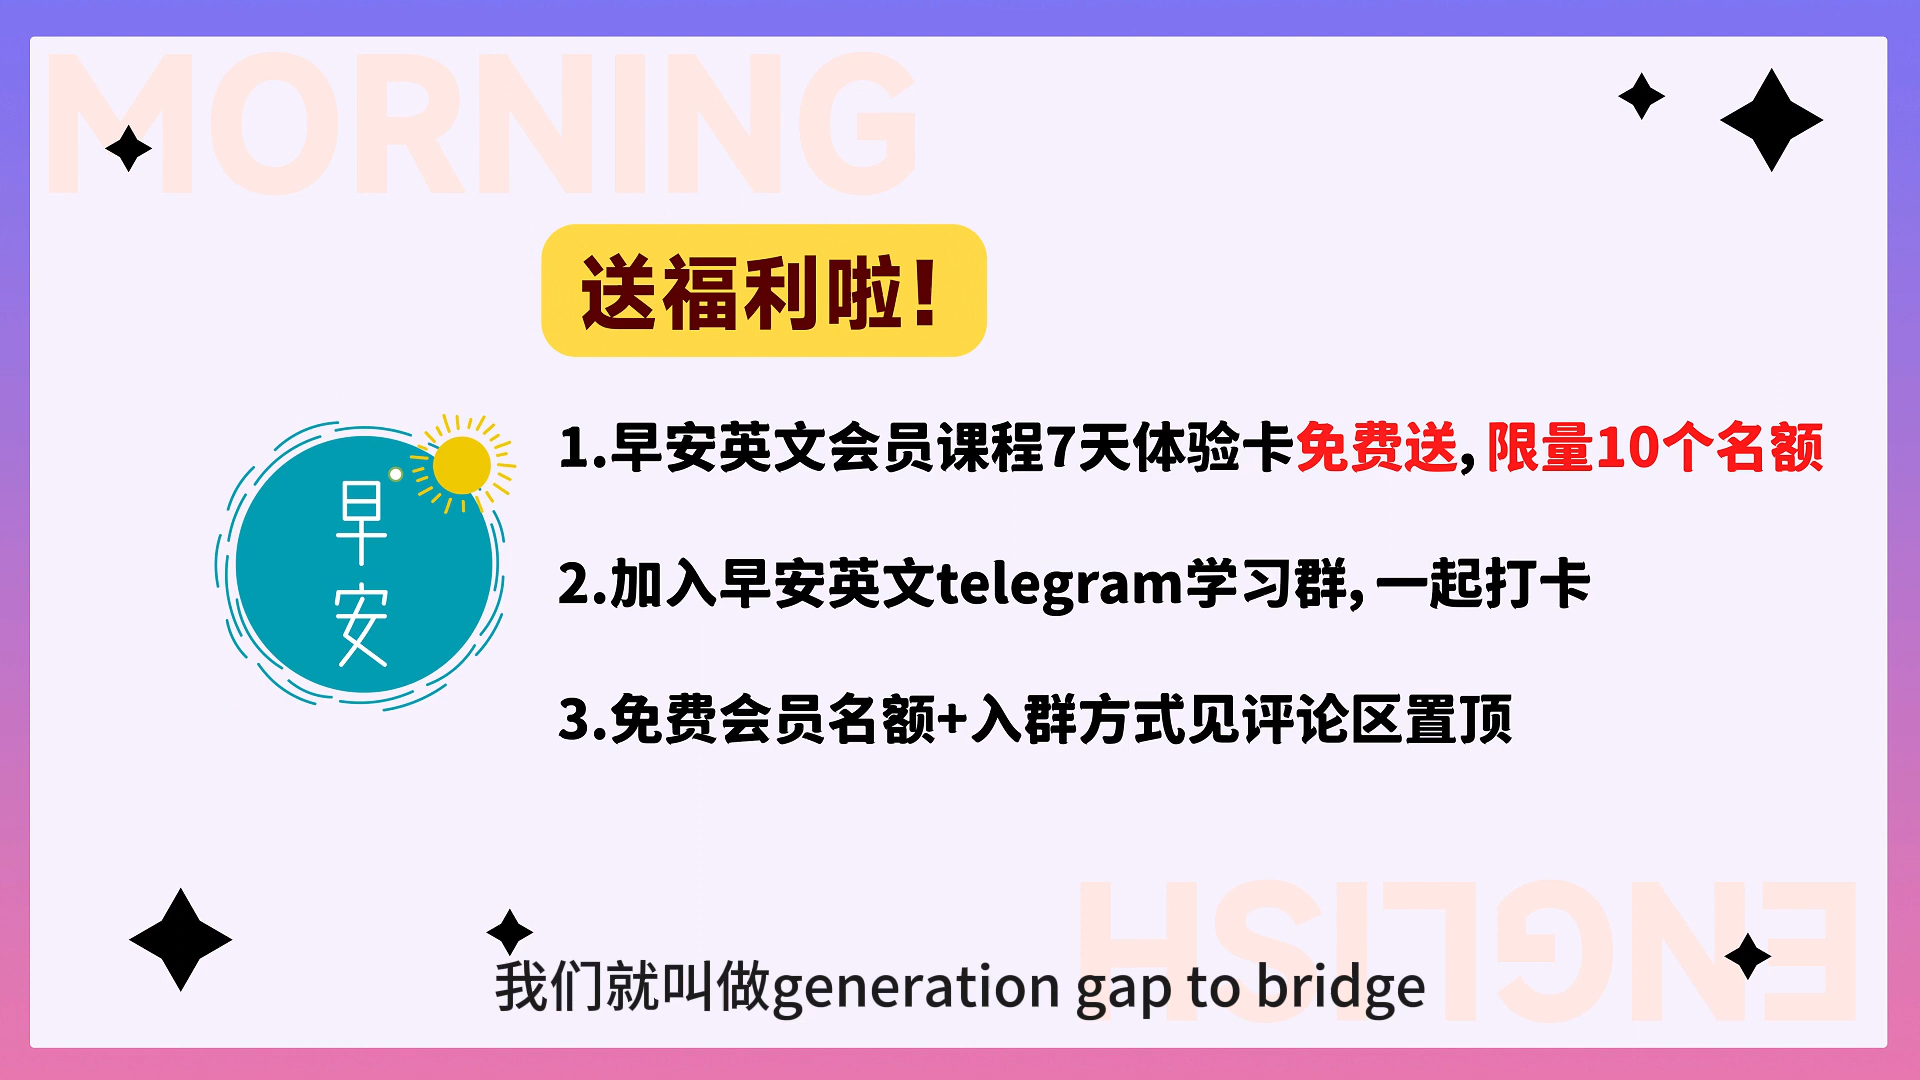 MORNING
送福利啦!
早安
1.早安英文会员课程7天体验卡免费送, 限量10个名额
2.加入早安英文telegram学习群, 一起打卡
3.免费会员名额+入群方式见评论区置顶
ENGLISH
我们就叫做generation gap to bridge